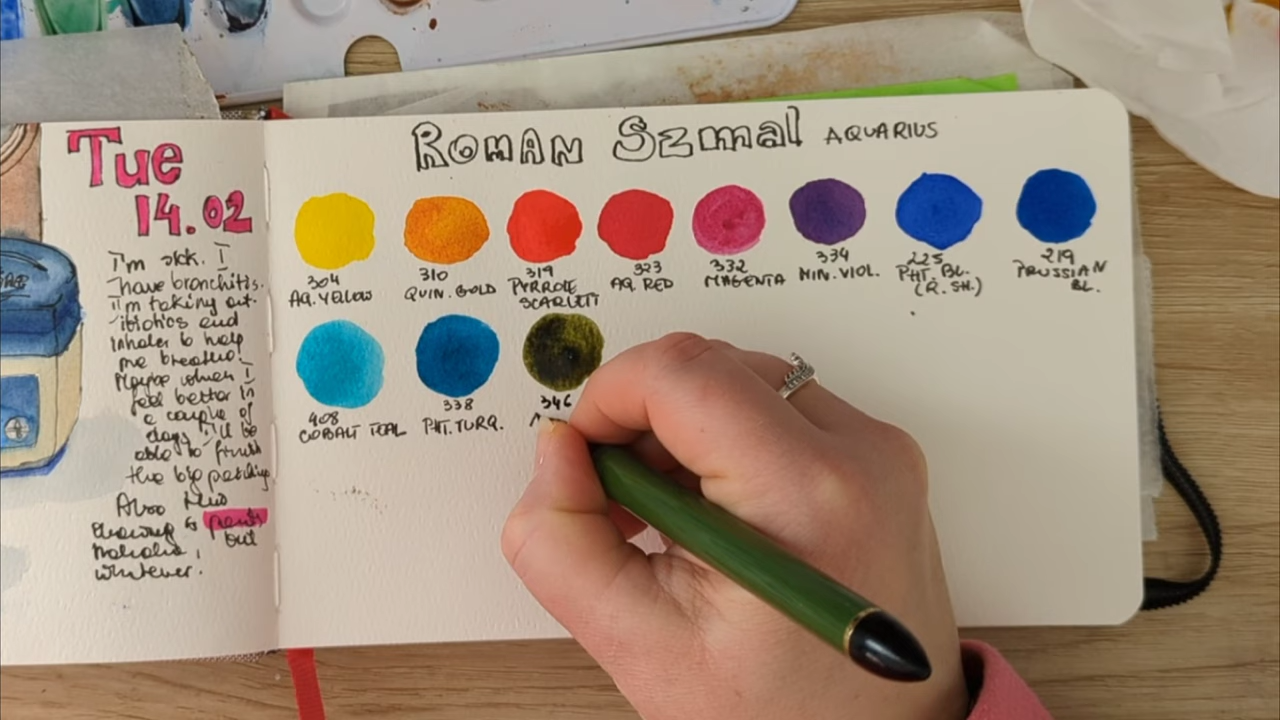 Tue
14.02
I'm sick. I
have bronchitis.
I'm taking ant-
ibiotics and
inhaler to help
me breathe.
Maybe when I
feel better in
a couple of
days I'll be
able to finish
the big painting
Also
but
whatever.
ROMAN SZMAL AQUARIUS
304
AQ. YELLOW
310
QUIN. GOLD
319
PYRROLE
SCARLETT
323
AQ. RED
332
MAGENTA
334
MIN. VIOL.
225
PHT. BL.
(R. SH.)
219
PRUSSIAN
BL.
408
COBALT TEAL
338
PHT. TURQ.
346